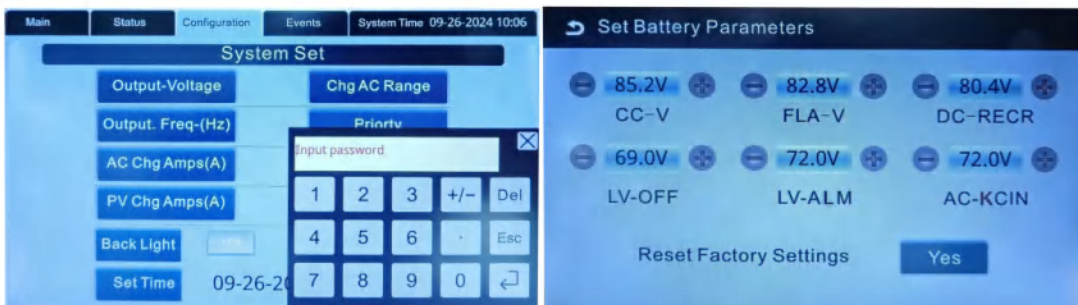 Main Status Configuration Events System Time 09-26-2024 10:06
System Set
Output-Voltage Chg AC Range
Output. Freq-(Hz) Priorty
AC Chg Amps(A)
PV Chg Amps(A)
Back Light
Set Time 09-26-20
Input password
1 2 3 +/- Del
4 5 6 . Esc
7 8 9 0
Set Battery Parameters
85.2V 82.8V 80.4V
CC-V FLA-V DC-RECR
69.0V 72.0V 72.0V
LV-OFF LV-ALM AC-KCIN
Reset Factory Settings Yes